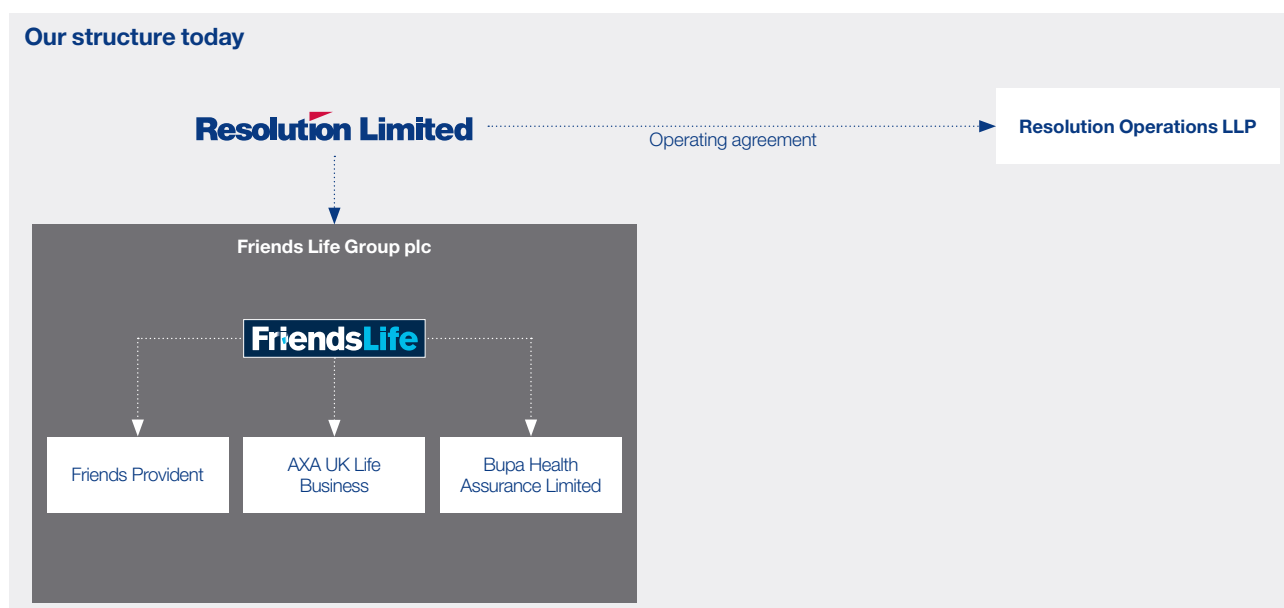 Our structure today
Resolution Limited
Operating agreement
Resolution Operations LLP
Friends Life Group plc
FriendsLife
Friends Provident
AXA UK Life
Business
Bupa Health
Assurance Limited